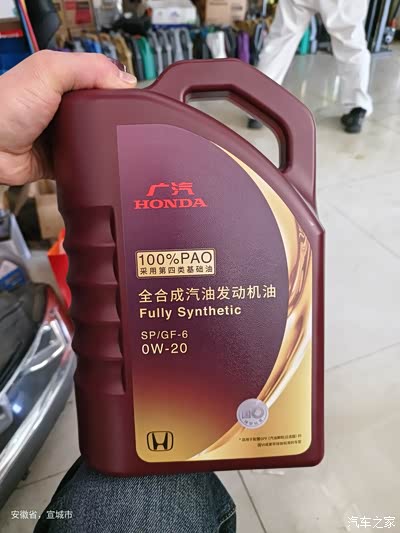 广汽
HONDA
100%PAO
采用第四类基础油
全合成汽油发动机油
Fully Synthetic
SP/GF-6
0W-20
安徽省，宣城市
汽车之家